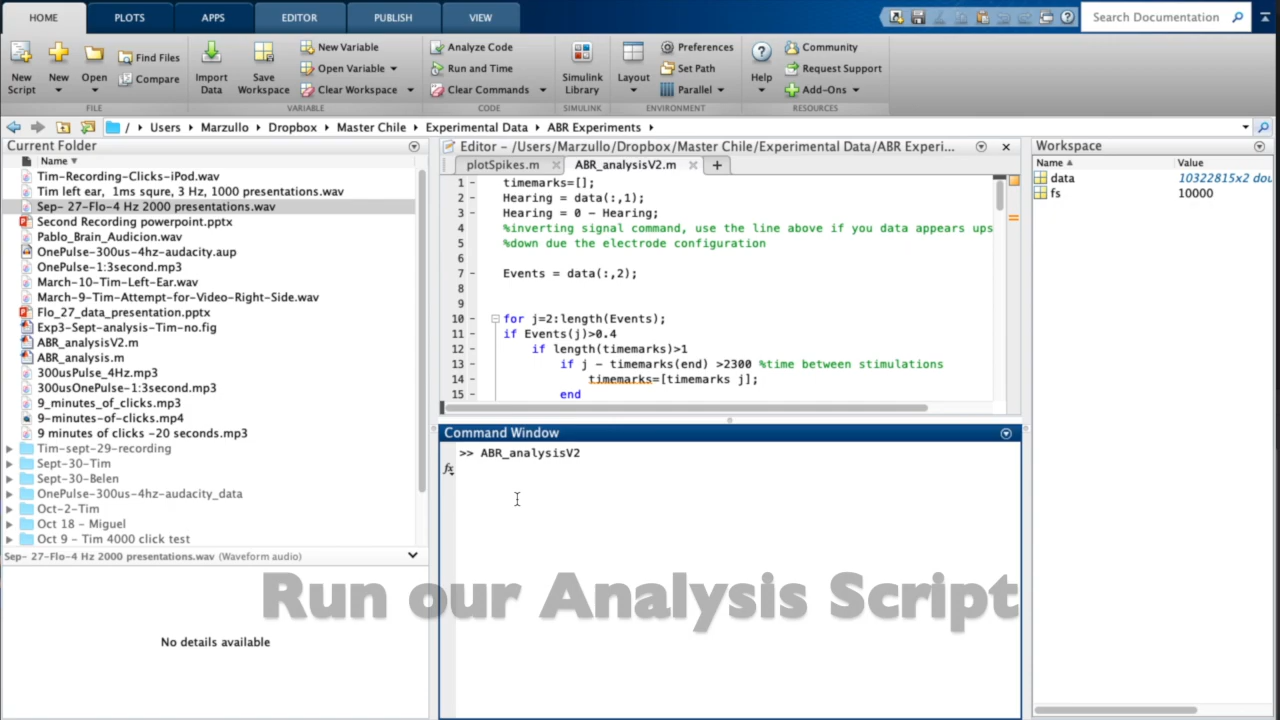 HOME PLOTS APPS EDITOR PUBLISH VIEW Search Documentation
New Script New Open Find Files Compare Import Data Save Workspace New Variable Open Variable Clear Workspace Analyze Code Run and Time Clear Commands Simulink Library Layout Preferences Set Path Parallel Help Community Request Support Add-Ons
FILE VARIABLE CODE SIMULINK ENVIRONMENT RESOURCES
/ Users Marzullo Dropbox Master Chile Experimental Data ABR Experiments
Current Folder
Name
Tim-Recording-Clicks-iPod.wav
Tim left ear, 1ms squre, 3 Hz, 1000 presentations.wav
Sep- 27-Flo-4 Hz 2000 presentations.wav
Second Recording powerpoint.pptx
Pablo_Brain_Audicion.wav
OnePulse-300us-4hz-audacity.aup
OnePulse-1:3second.mp3
March-10-Tim-Left-Ear.wav
March-9-Tim-Attempt-for-Video-Right-Side.wav
Flo_27_data_presentation.pptx
Exp3-Sept-analysis-Tim-no.fig
ABR_analysisV2.m
ABR_analysis.m
300usPulse_4Hz.mp3
300usOnePulse-1:3second.mp3
9_minutes_of_clicks.mp3
9-minutes-of-clicks.mp4
9 minutes of clicks -20 seconds.mp3
Tim-sept-29-recording
Sept-30-Tim
Sept-30-Belen
OnePulse-300us-4hz-audacity_data
Oct-2-Tim
Oct 18 - Miguel
Oct 9 - Tim 4000 click test
Sep- 27-Flo-4 Hz 2000 presentations.wav (Waveform audio)
No details available
Editor - /Users/Marzullo/Dropbox/Master Chile/Experimental Data/ABR Experi...
plotSpikes.m ABR_analysisV2.m
1 - timemarks=[];
2 - Hearing = data(:,1);
3 - Hearing = 0 - Hearing;
4 - %inverting signal command, use the line above if you data appears ups
5 - %down due the electrode configuration
6 -
7 - Events = data(:,2);
8 -
9 -
10 - for j=2:length(Events);
11 - if Events(j)>0.4
12 - if length(timemarks)>1
13 - if j - timemarks(end) >2300 %time between stimulations
14 - timemarks=[timemarks j];
15 - end
Command Window
>> ABR_analysisV2
fx
Workspace
Name Value
data 10322815x2 dou
fs 10000
Run our Analysis Script